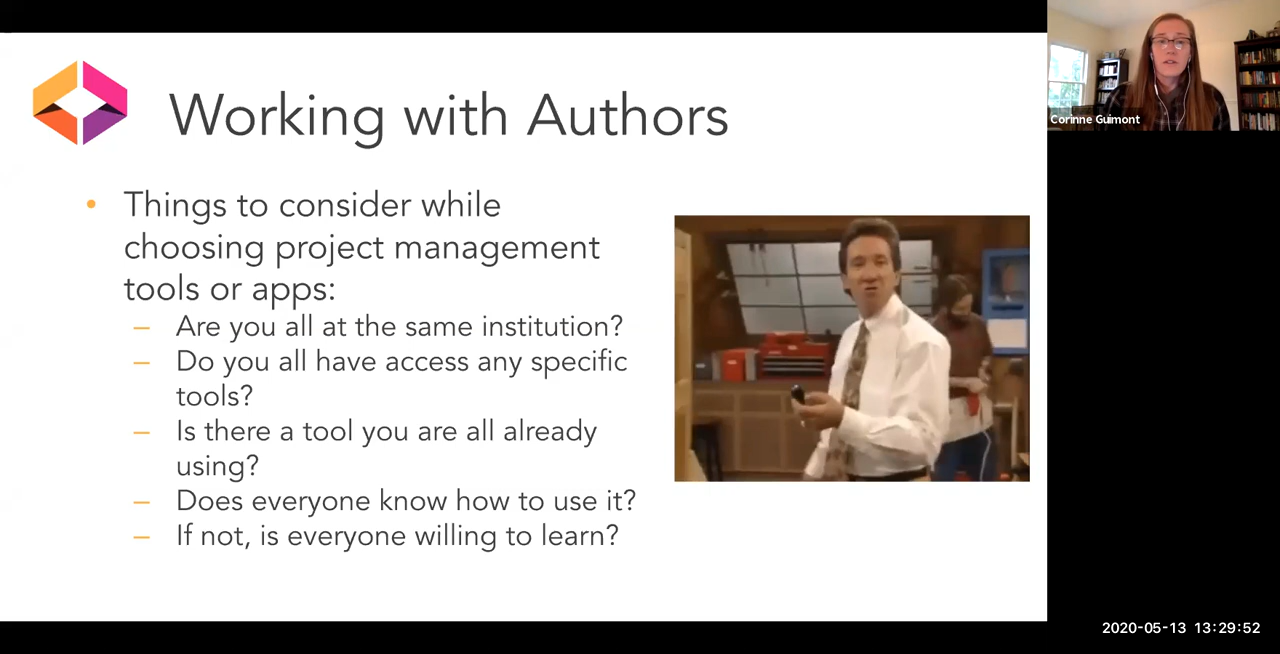 Working with Authors
• Things to consider while
choosing project management
tools or apps:
– Are you all at the same institution?
– Do you all have access any specific
tools?
– Is there a tool you are all already
using?
– Does everyone know how to use it?
– If not, is everyone willing to learn?
Corinne Guimont
2020-05-13 13:29:52